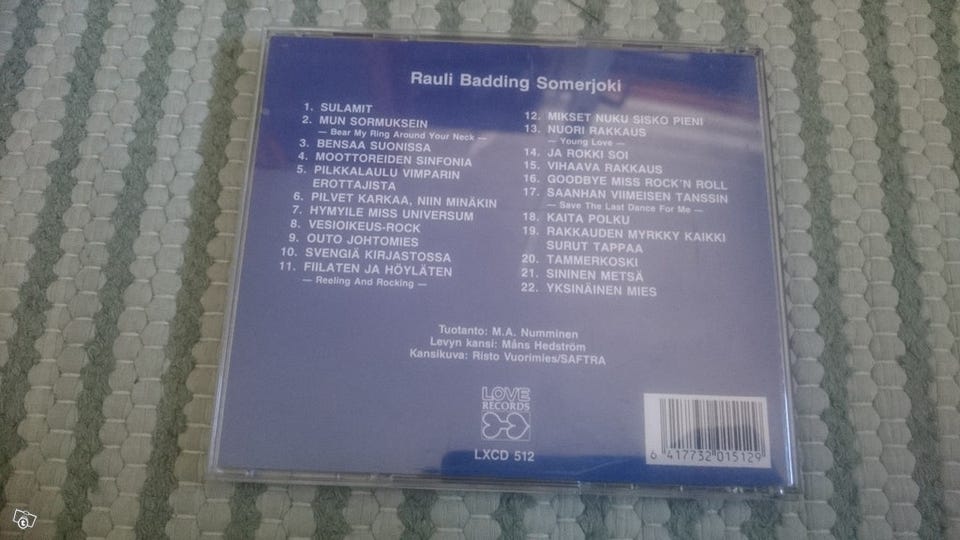 Rauli Badding Somerjoki
1. SULAMIT
2. MUN SORMUKSEIN
— Bear My Ring Around Your Neck —
3. BENSAA SUONISSA
4. MOOTTOREIDEN SINFONIA
5. PILKKALAULU VIMPARIN
EROTTAJISTA
6. PILVET KARKAA, NIIN MINÄKIN
7. HYMYILE MISS UNIVERSUM
8. VESIOIKEUS-ROCK
9. OUTO JOHTOMIES
10. SVENGIÄ KIRJASTOSSA
11. FIILATEN JA HÖYLÄTEN
— Reeling And Rocking —
12. MIKSET NUKU SISKO PIENI
13. NUORI RAKKAUS
— Young Love —
14. JA ROKKI SOI
15. VIHAAVA RAKKAUS
16. GOODBYE MISS ROCK'N ROLL
17. SAANHAN VIIMEISEN TANSSIN
— Save The Last Dance For Me —
18. KAITA POLKU
19. RAKKAUDEN MYRKKY KAIKKI
SURUT TAPPAA
20. TAMMERKOSKI
21. SININEN METSÄ
22. YKSINÄINEN MIES
Tuotanto: M.A. Numminen
Levyn kansi: Måns Hedström
Kansikuva: Risto Vuorimies/SAFTRA
LOVE
RECORDS
LXCD 512
6 417732 015129